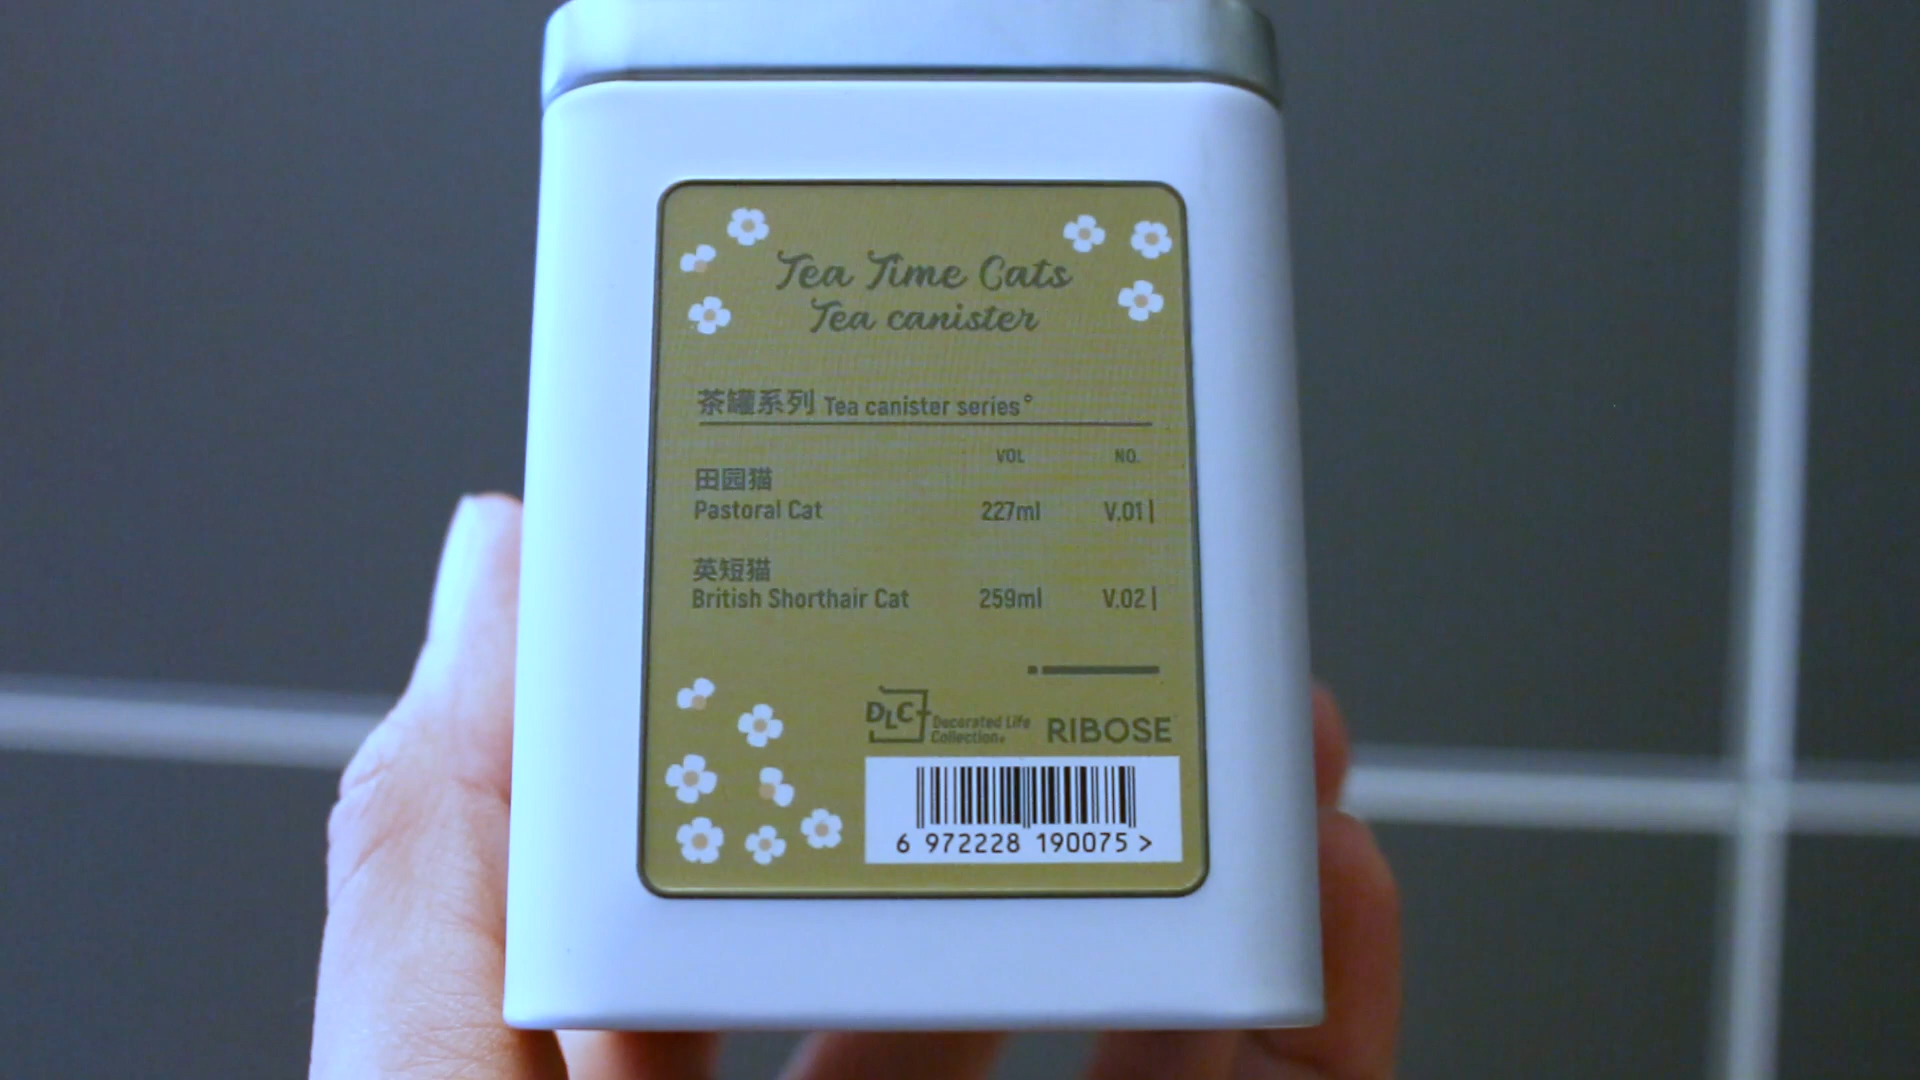 Tea Time Cats
Tea canister
茶罐系列 Tea canister series°
VOL NO.
田园猫
Pastoral Cat 227ml V.01|
英短猫
British Shorthair Cat 259ml V.02|
DLC Decorated Life
Collection. RIBOSE
6 972228 190075 >